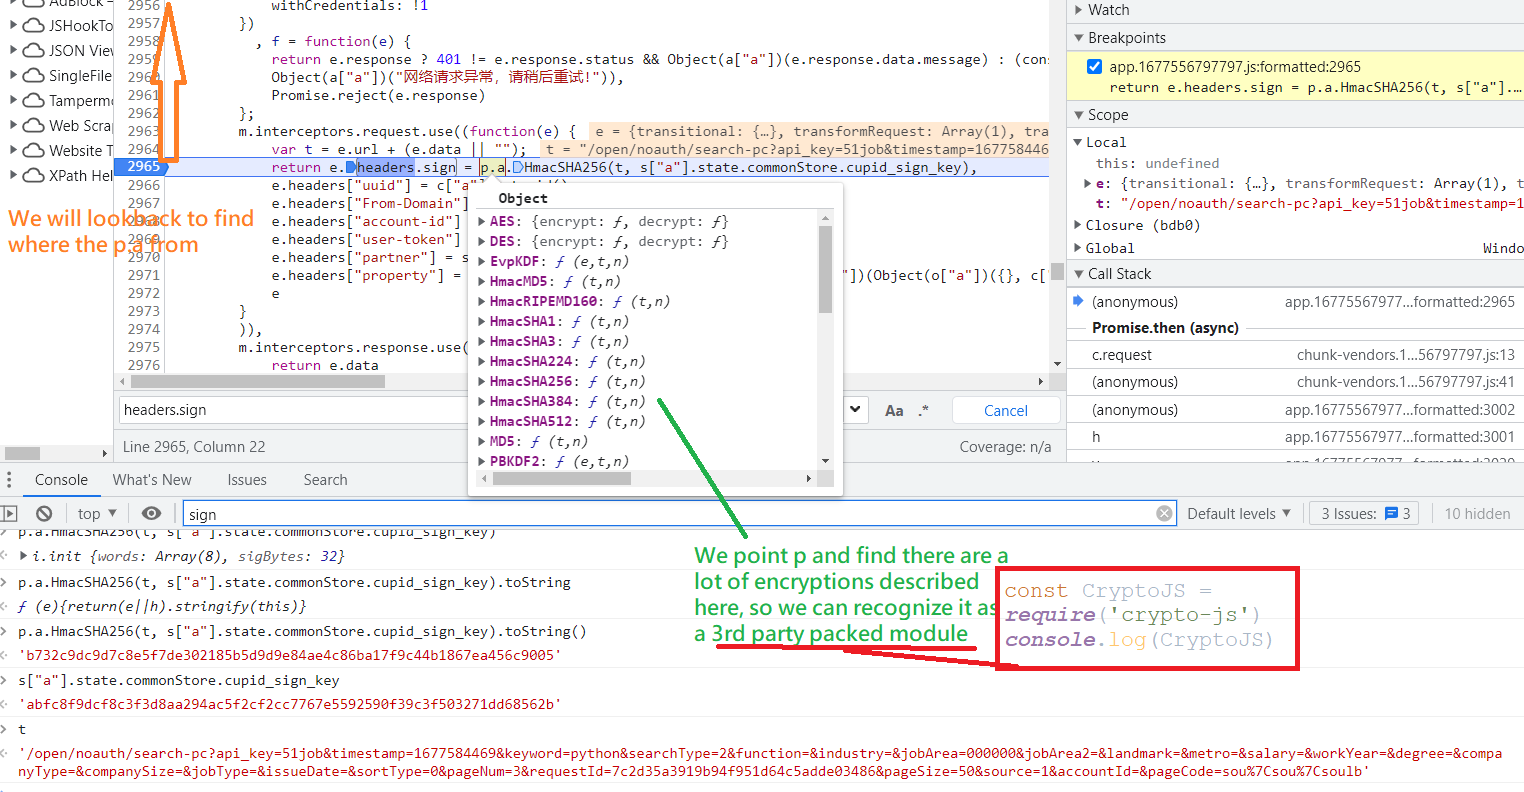 AdBlock –
JSHookTo
JSON View
SingleFile
Tamperm
Web Scrap
Website T
XPath Hel
2956 withCredentials: !1
2957 })
2958 , f = function(e) {
2959 return e.response ? 401 != e.response.status && Object(a["a"])(e.response.data.message) : (cons
2960 Object(a["a"])("网络请求异常，请稍后重试!")),
2961 Promise.reject(e.response)
2962 };
2963 m.interceptors.request.use((function(e) { e = {transitional: {…}, transformRequest: Array(1), tra
2964 var t = e.url + (e.data || ""); t = "/open/noauth/search-pc?api_key=51job&timestamp=1677584469
2965 return e.headers.sign = p.a.HmacSHA256(t, s["a"].state.commonStore.cupid_sign_key),
2966 e.headers["uuid"] = c["a"]
2967 e.headers["From-Domain"]
2968 e.headers["account-id"]
2969 e.headers["user-token"]
2970 e.headers["partner"] = s
2971 e.headers["property"] = "])(Object(o["a"])({}, c["
2972 e
2973 }
2974 )),
2975 m.interceptors.response.use(
2976 return e.data
We will lookback to find
where the p.a from
Object
AES: {encrypt: ƒ, decrypt: ƒ}
DES: {encrypt: ƒ, decrypt: ƒ}
EvpKDF: ƒ (e,t,n)
HmacMD5: ƒ (t,n)
HmacRIPEMD160: ƒ (t,n)
HmacSHA1: ƒ (t,n)
HmacSHA3: ƒ (t,n)
HmacSHA224: ƒ (t,n)
HmacSHA256: ƒ (t,n)
HmacSHA384: ƒ (t,n)
HmacSHA512: ƒ (t,n)
MD5: ƒ (t,n)
PBKDF2: ƒ (e,t,n)
headers.sign
Aa .* Cancel
Line 2965, Column 22
Coverage: n/a
Watch
Breakpoints
app.1677556797797.js:formatted:2965
return e.headers.sign = p.a.HmacSHA256(t, s["a"].…
Scope
Local
this: undefined
e: {transitional: {…}, transformRequest: Array(1), t
t: "/open/noauth/search-pc?api_key=51job&timestamp=1
Closure (bdb0)
Global Windo
Call Stack
(anonymous) app.16775567977…formatted:2965
Promise.then (async)
c.request chunk-vendors.1…56797797.js:13
(anonymous) chunk-vendors.1…56797797.js:41
(anonymous) app.16775567977…formatted:3002
h app.16775567977…formatted:3001
Console What's New Issues Search
top sign Default levels 3 Issues: 3 10 hidden
p.a.HmacSHA256(t, s["a"].state.commonStore.cupid_sign_key)
i.init {words: Array(8), sigBytes: 32}
p.a.HmacSHA256(t, s["a"].state.commonStore.cupid_sign_key).toString
ƒ (e){return(e||h).stringify(this)}
p.a.HmacSHA256(t, s["a"].state.commonStore.cupid_sign_key).toString()
'b732c9dc9d7c8e5f7de302185b5d9d9e84ae4c86ba17f9c44b1867ea456c9005'
s["a"].state.commonStore.cupid_sign_key
'abfc8f9dcf8c3f3d8aa294ac5f2cf2cc7767e5592590f39c3f503271dd68562b'
t
'/open/noauth/search-pc?api_key=51job&timestamp=1677584469&keyword=python&searchType=2&function=&industry=&jobArea=000000&jobArea2=&landmark=&metro=&salary=&workYear=&degree=&compa
nyType=&companySize=&jobType=&issueDate=&sortType=0&pageNum=3&requestId=7c2d35a3919b94f951d64c5adde03486&pageSize=50&source=1&accountId=&pageCode=sou%7Csou%7Csoulb'
We point p and find there are a
lot of encryptions described
here, so we can recognize it as
a 3rd party packed module
const CryptoJS =
require('crypto-js')
console.log(CryptoJS)